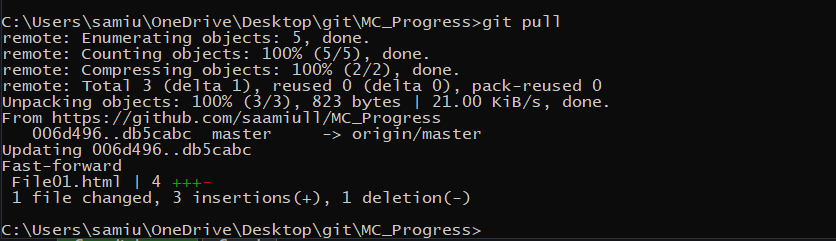 C:\Users\samiu\OneDrive\Desktop\git\MC_Progress>git pull
remote: Enumerating objects: 5, done.
remote: Counting objects: 100% (5/5), done.
remote: Compressing objects: 100% (2/2), done.
remote: Total 3 (delta 1), reused 0 (delta 0), pack-reused 0
Unpacking objects: 100% (3/3), 823 bytes | 21.00 KiB/s, done.
From https://github.com/saamiull/MC_Progress
   006d496..db5cabc  master     -> origin/master
Updating 006d496..db5cabc
Fast-forward
 File01.html | 4 +++-
 1 file changed, 3 insertions(+), 1 deletion(-)
C:\Users\samiu\OneDrive\Desktop\git\MC_Progress>